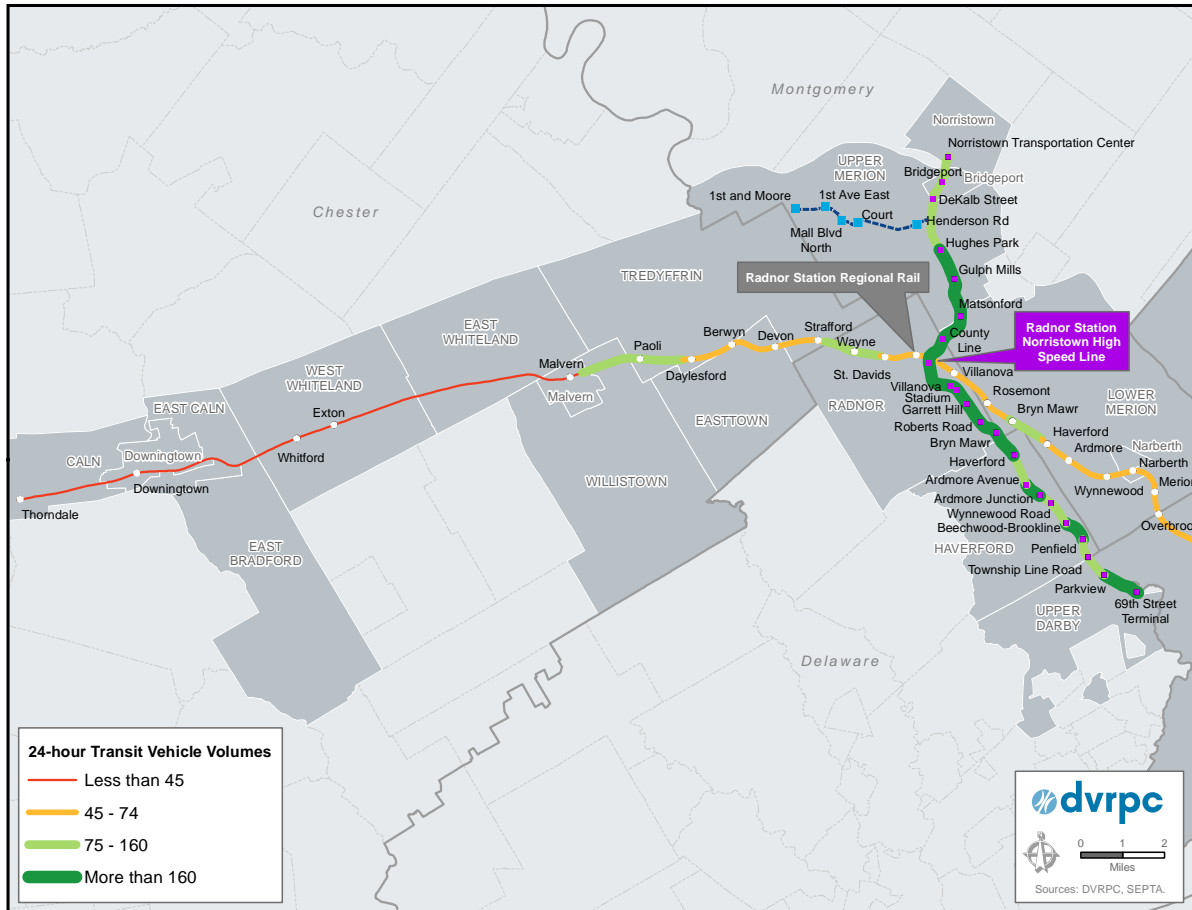 Montgomery
Norristown
Norristown Transportation Center
UPPER
MERION
Bridgeport
Bridgeport
1st and Moore
1st Ave East
DeKalb Street
Chester
Court
Henderson Rd
Mall Blvd
North
Hughes Park
TREDYFFRIN
Radnor Station Regional Rail
Gulph Mills
Matsonford
EAST
WHITELAND
Berwyn
Devon
Strafford
Wayne
County
Line
Radnor Station
Norristown High
Speed Line
Paoli
Malvern
Daylesford
St. Davids
Villanova
WEST
WHITELAND
Malvern
EASTTOWN
RADNOR
Villanova
Stadium
Rosemont
LOWER
MERION
EAST CALN
Exton
Garrett Hill
Bryn Mawr
Roberts Road
Haverford
Bryn Mawr
Ardmore
Narberth
CALN
Downingtown
Whitford
Haverford
Narberth
Downingtown
WILLISTOWN
Ardmore Avenue
Wynnewood
Merion
Thorndale
Ardmore Junction
Wynnewood Road
Beechwood-Brookline
Overbrook
EAST
BRADFORD
HAVERFORD
Penfield
Township Line Road
Parkview
69th Street
Terminal
UPPER
DARBY
Delaware
24-hour Transit Vehicle Volumes
Less than 45
45 - 74
75 - 160
More than 160
dvrpc
0 1 2
Miles
Sources: DVRPC, SEPTA.